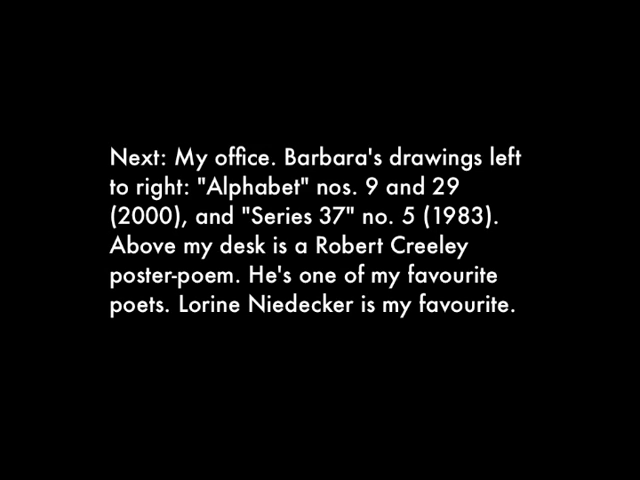 Next: My office. Barbara's drawings left
to right: "Alphabet" nos. 9 and 29
(2000), and "Series 37" no. 5 (1983).
Above my desk is a Robert Creeley
poster-poem. He's one of my favourite
poets. Lorine Niedecker is my favourite.